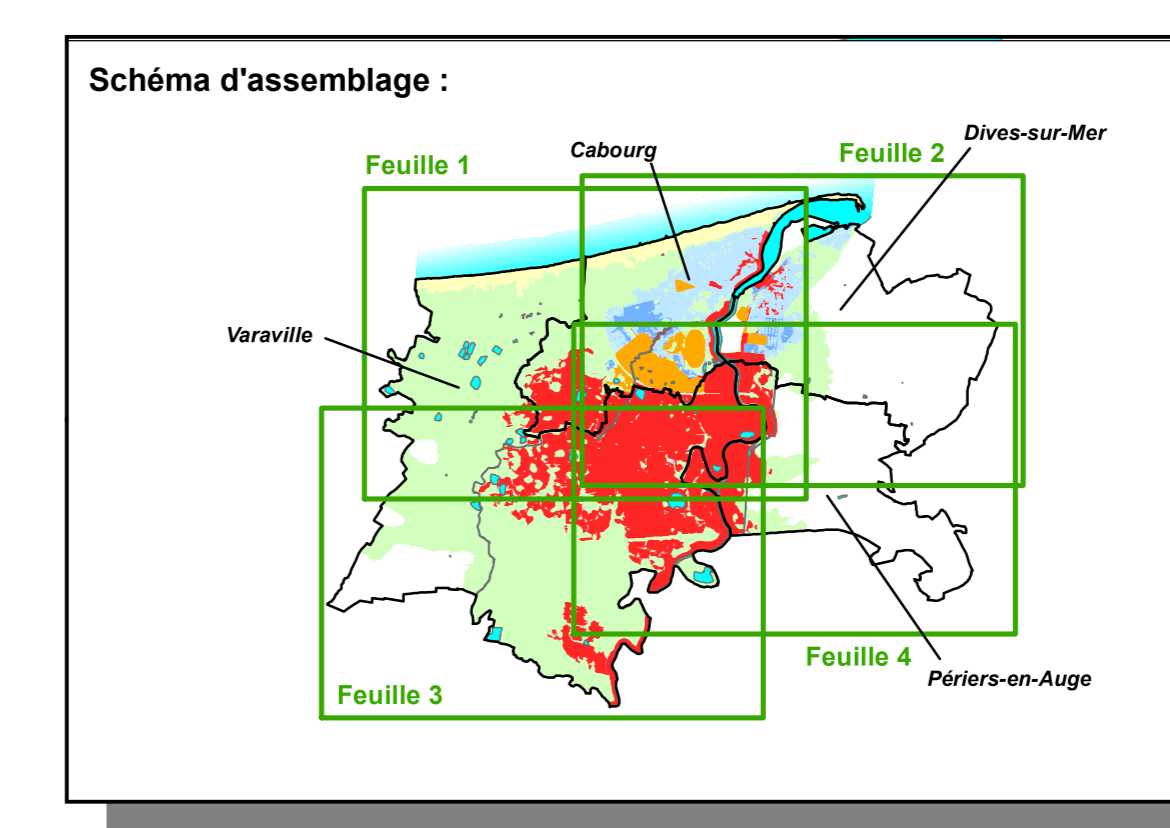 Schéma d'assemblage :
Dives-sur-Mer
Cabourg
Feuille 2
Feuille 1
Varaville
Feuille 4
Périers-en-Auge
Feuille 3